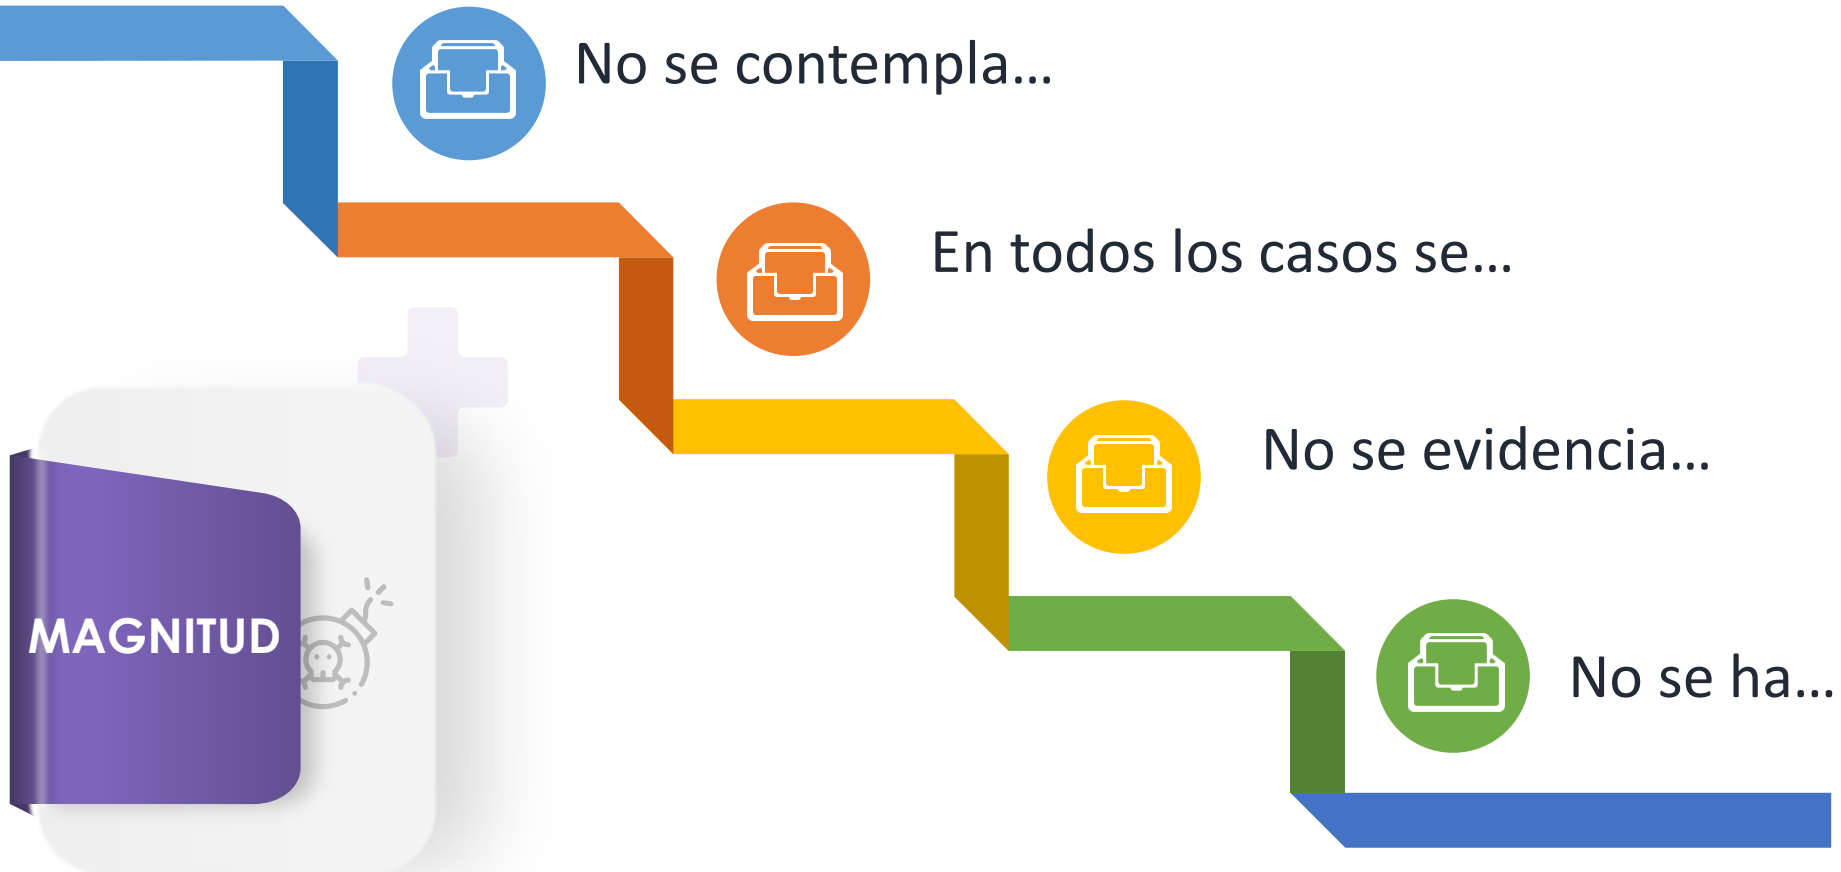 No se contempla...
En todos los casos se...
No se evidencia...
MAGNITUD
No se ha...